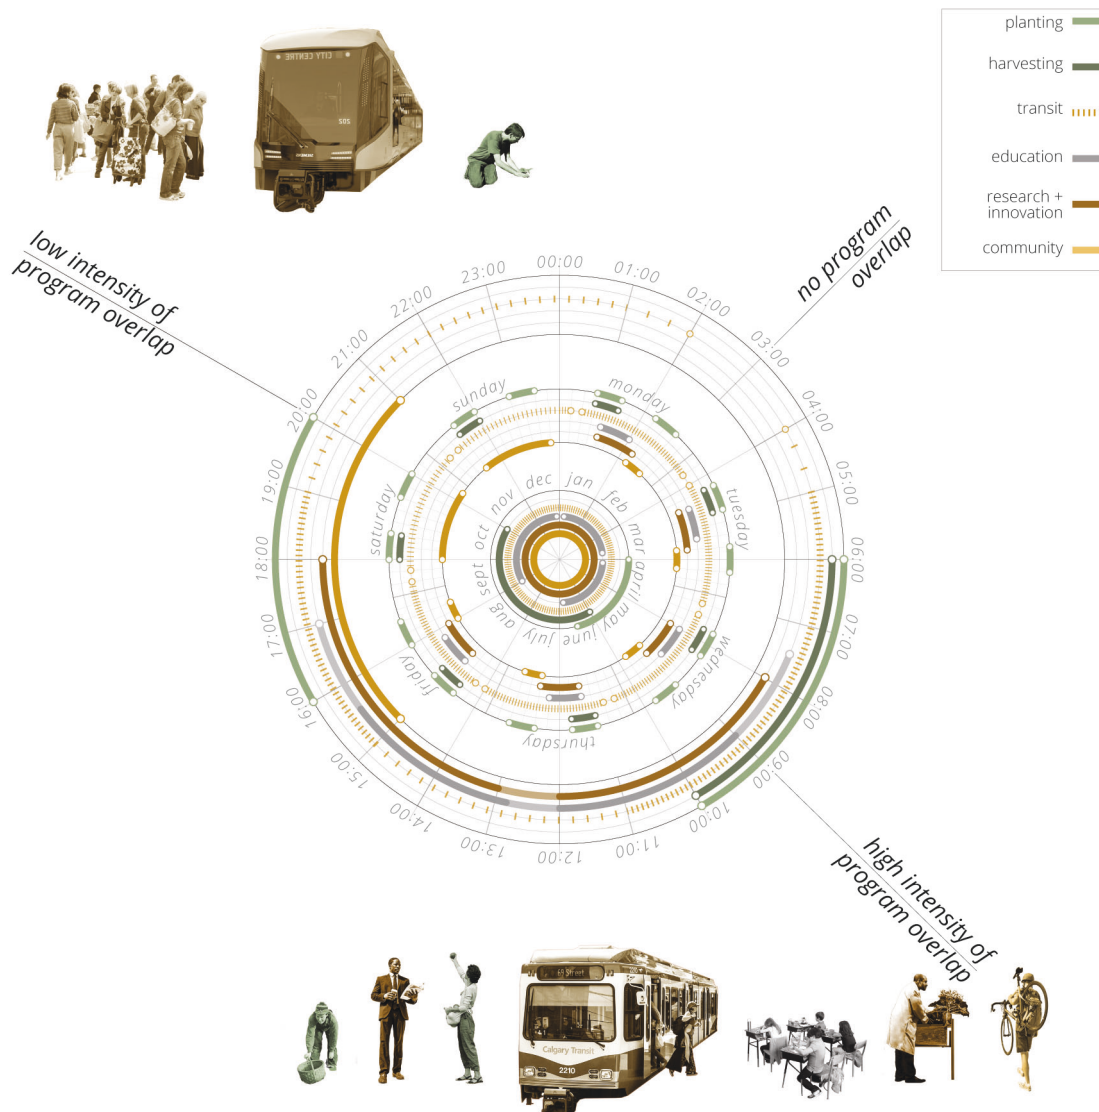 planting
harvesting
transit
education
research +
innovation
community
CITY CENTRE
SIEMENS
low intensity of
program overlap
no program
overlap
00:00
01:00
02:00
03:00
04:00
05:00
06:00
07:00
08:00
09:00
10:00
11:00
12:00
13:00
14:00
15:00
16:00
17:00
18:00
19:00
20:00
21:00
22:00
23:00
monday
tuesday
wednesday
thursday
friday
saturday
sunday
jan
feb
mar
april
may
june
july
aug
sept
oct
nov
dec
high intensity of
program overlap
69 Street
Calgary Transit
2210